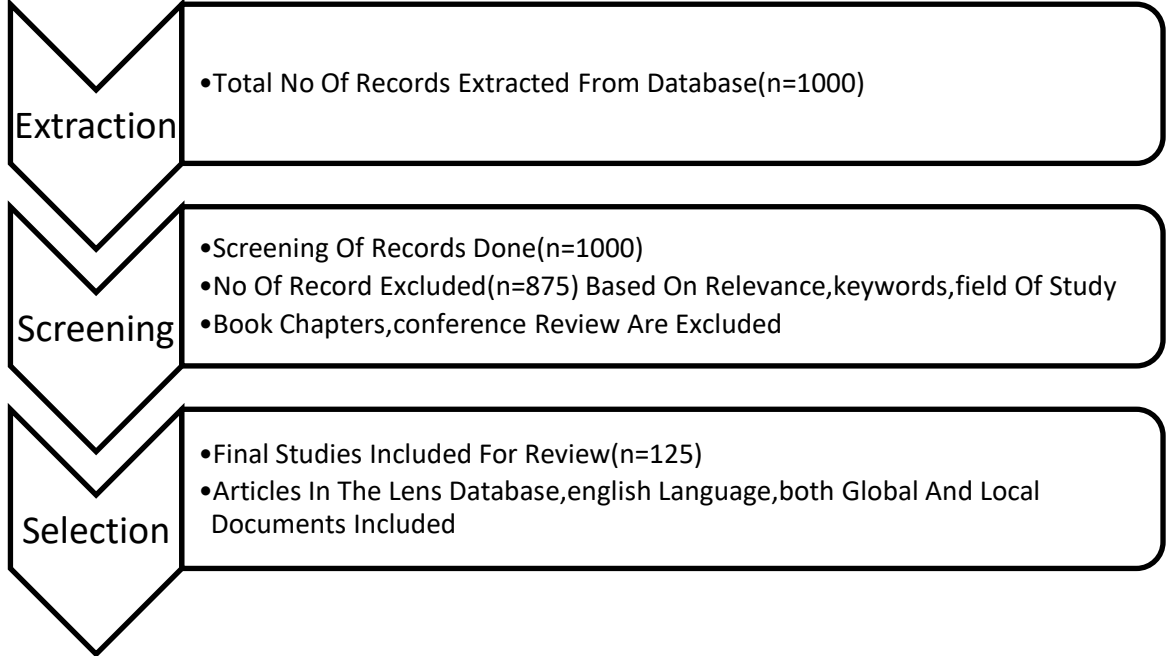 Extraction
•Total No Of Records Extracted From Database(n=1000)
Screening
•Screening Of Records Done(n=1000)
•No Of Record Excluded(n=875) Based On Relevance,keywords,field Of Study
•Book Chapters,conference Review Are Excluded
Selection
•Final Studies Included For Review(n=125)
•Articles In The Lens Database,english Language,both Global And Local
Documents Included